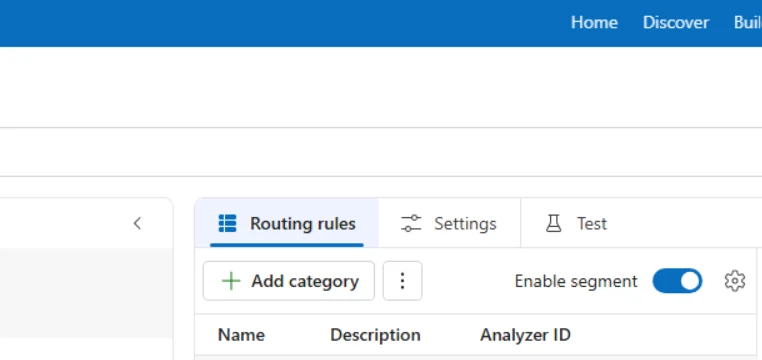 Home Discover
Routing rules Settings Test
Add category Enable segment
Name Description Analyzer ID